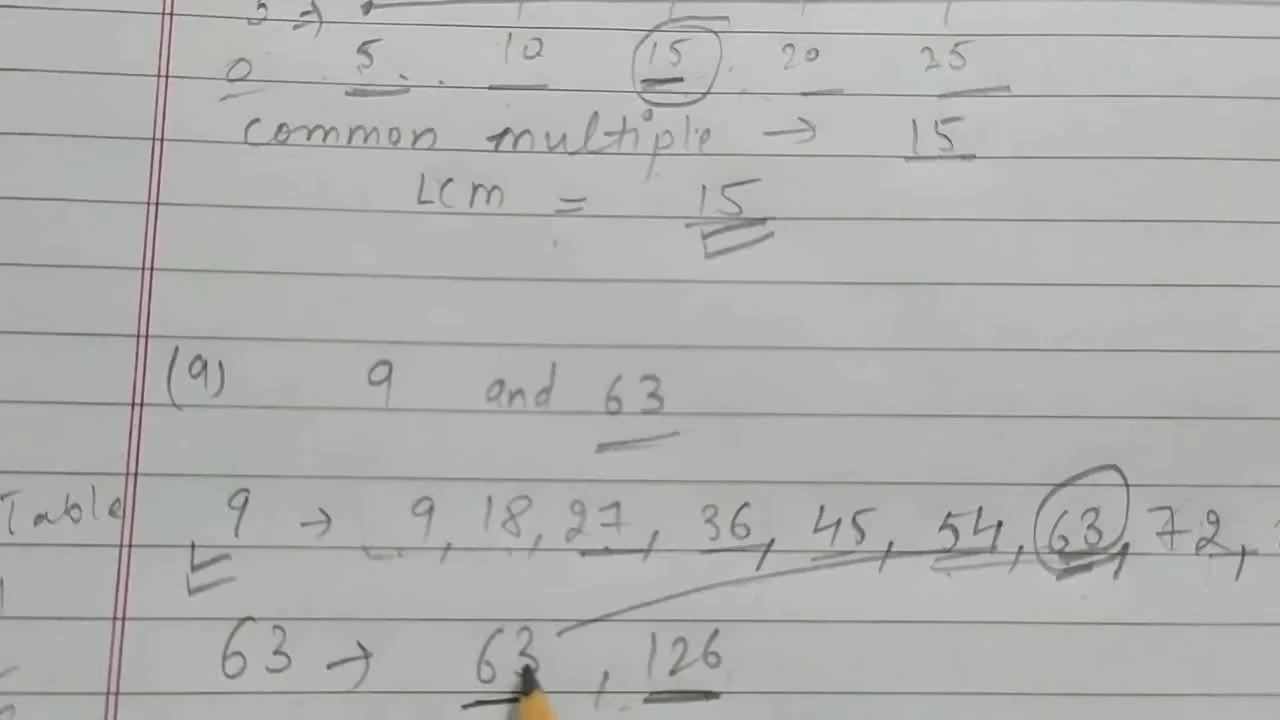 0 5 10 15 20 25
common multiple → 15
LCM = 15
(9) 9 and 63
Table 9 → 9, 18, 27, 36, 45, 54, 63, 72,
63 → 63, 126